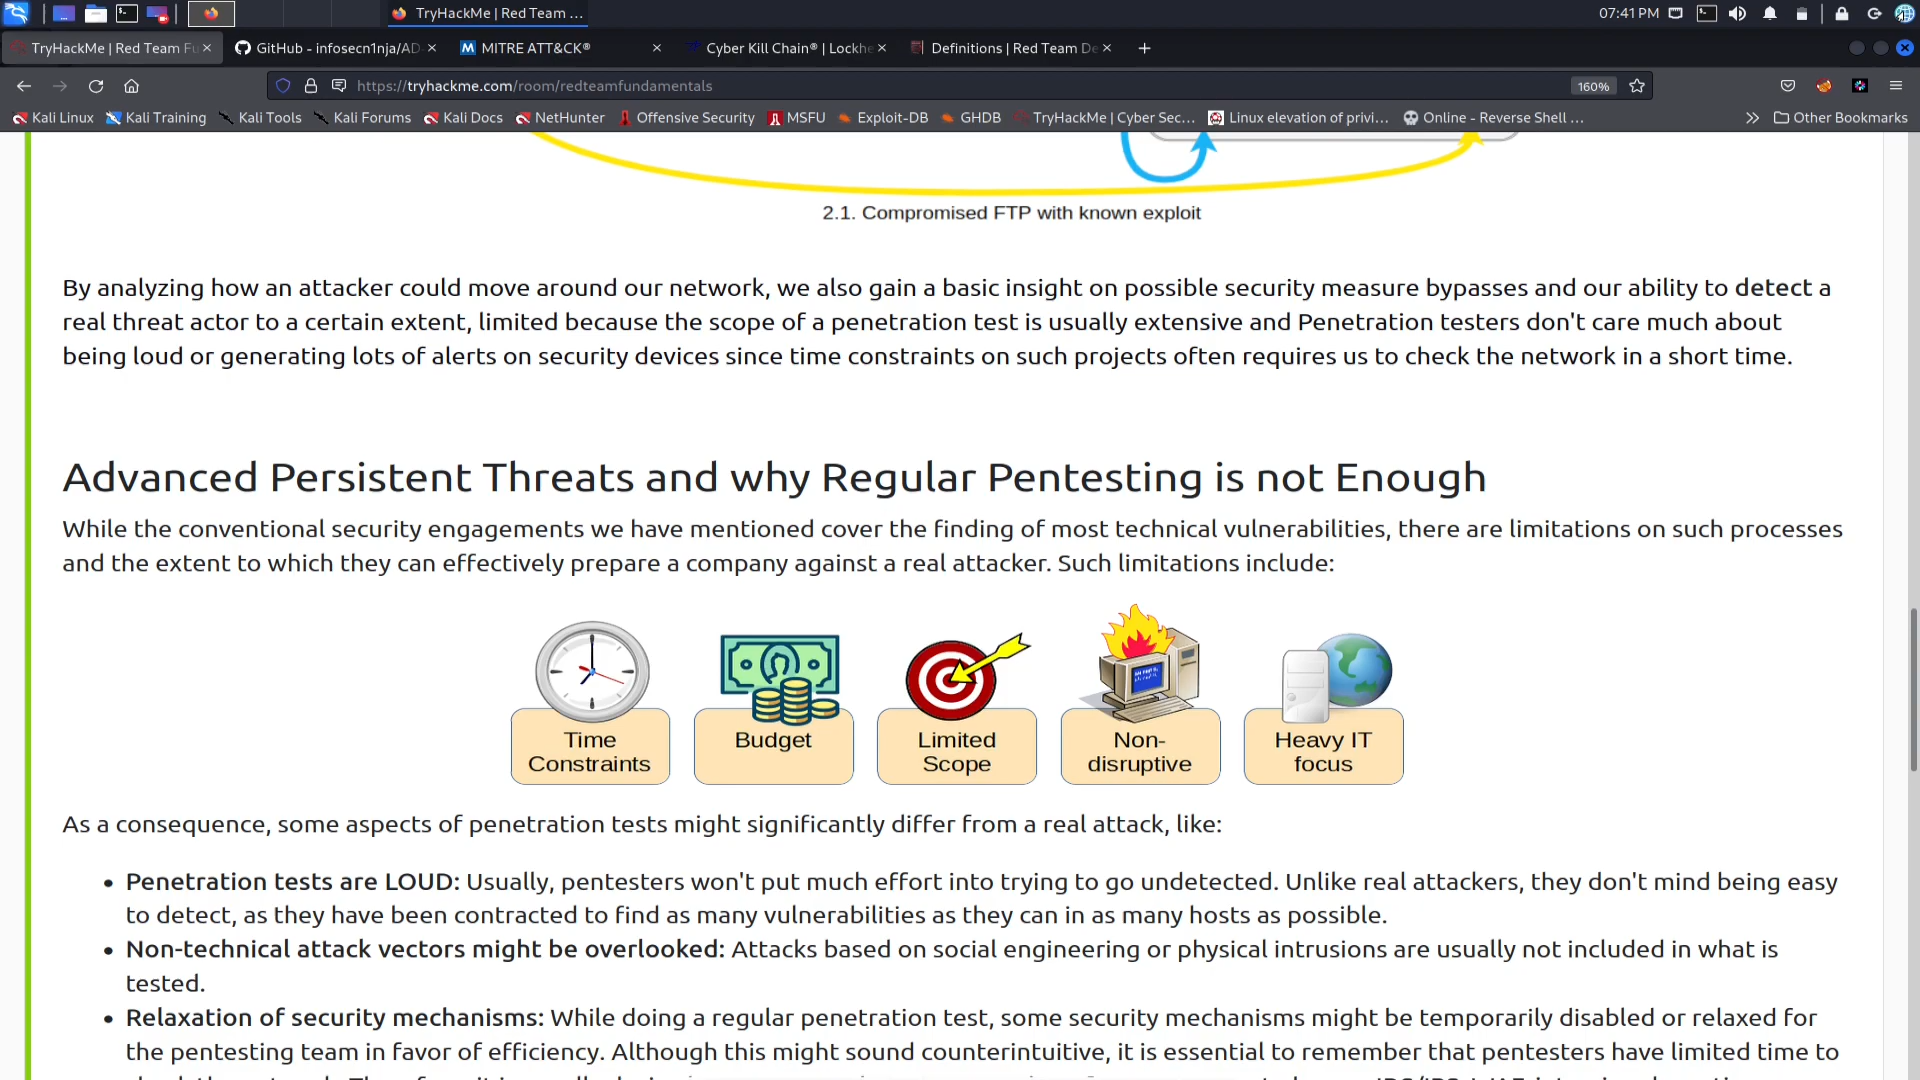 TryHackMe | Red Team ...
07:41 PM
TryHackMe | Red Team Fu
GitHub - infosecn1nja/AD-
MITRE ATT&CK®
Cyber Kill Chain® | Lockhe
Definitions | Red Team De
https://tryhackme.com/room/redteamfundamentals
160%
Kali Linux
Kali Training
Kali Tools
Kali Forums
Kali Docs
NetHunter
Offensive Security
MSFU
Exploit-DB
GHDB
TryHackMe | Cyber Sec...
Linux elevation of privi...
Online - Reverse Shell ...
Other Bookmarks
2.1. Compromised FTP with known exploit
By analyzing how an attacker could move around our network, we also gain a basic insight on possible security measure bypasses and our ability to detect a
real threat actor to a certain extent, limited because the scope of a penetration test is usually extensive and Penetration testers don't care much about
being loud or generating lots of alerts on security devices since time constraints on such projects often requires us to check the network in a short time.
Advanced Persistent Threats and why Regular Pentesting is not Enough
While the conventional security engagements we have mentioned cover the finding of most technical vulnerabilities, there are limitations on such processes
and the extent to which they can effectively prepare a company against a real attacker. Such limitations include:
Time
Constraints
Budget
Limited
Scope
Non-
disruptive
Heavy IT
focus
As a consequence, some aspects of penetration tests might significantly differ from a real attack, like:
• Penetration tests are LOUD: Usually, pentesters won't put much effort into trying to go undetected. Unlike real attackers, they don't mind being easy
to detect, as they have been contracted to find as many vulnerabilities as they can in as many hosts as possible.
• Non-technical attack vectors might be overlooked: Attacks based on social engineering or physical intrusions are usually not included in what is
tested.
• Relaxation of security mechanisms: While doing a regular penetration test, some security mechanisms might be temporarily disabled or relaxed for
the pentesting team in favor of efficiency. Although this might sound counterintuitive, it is essential to remember that pentesters have limited time to